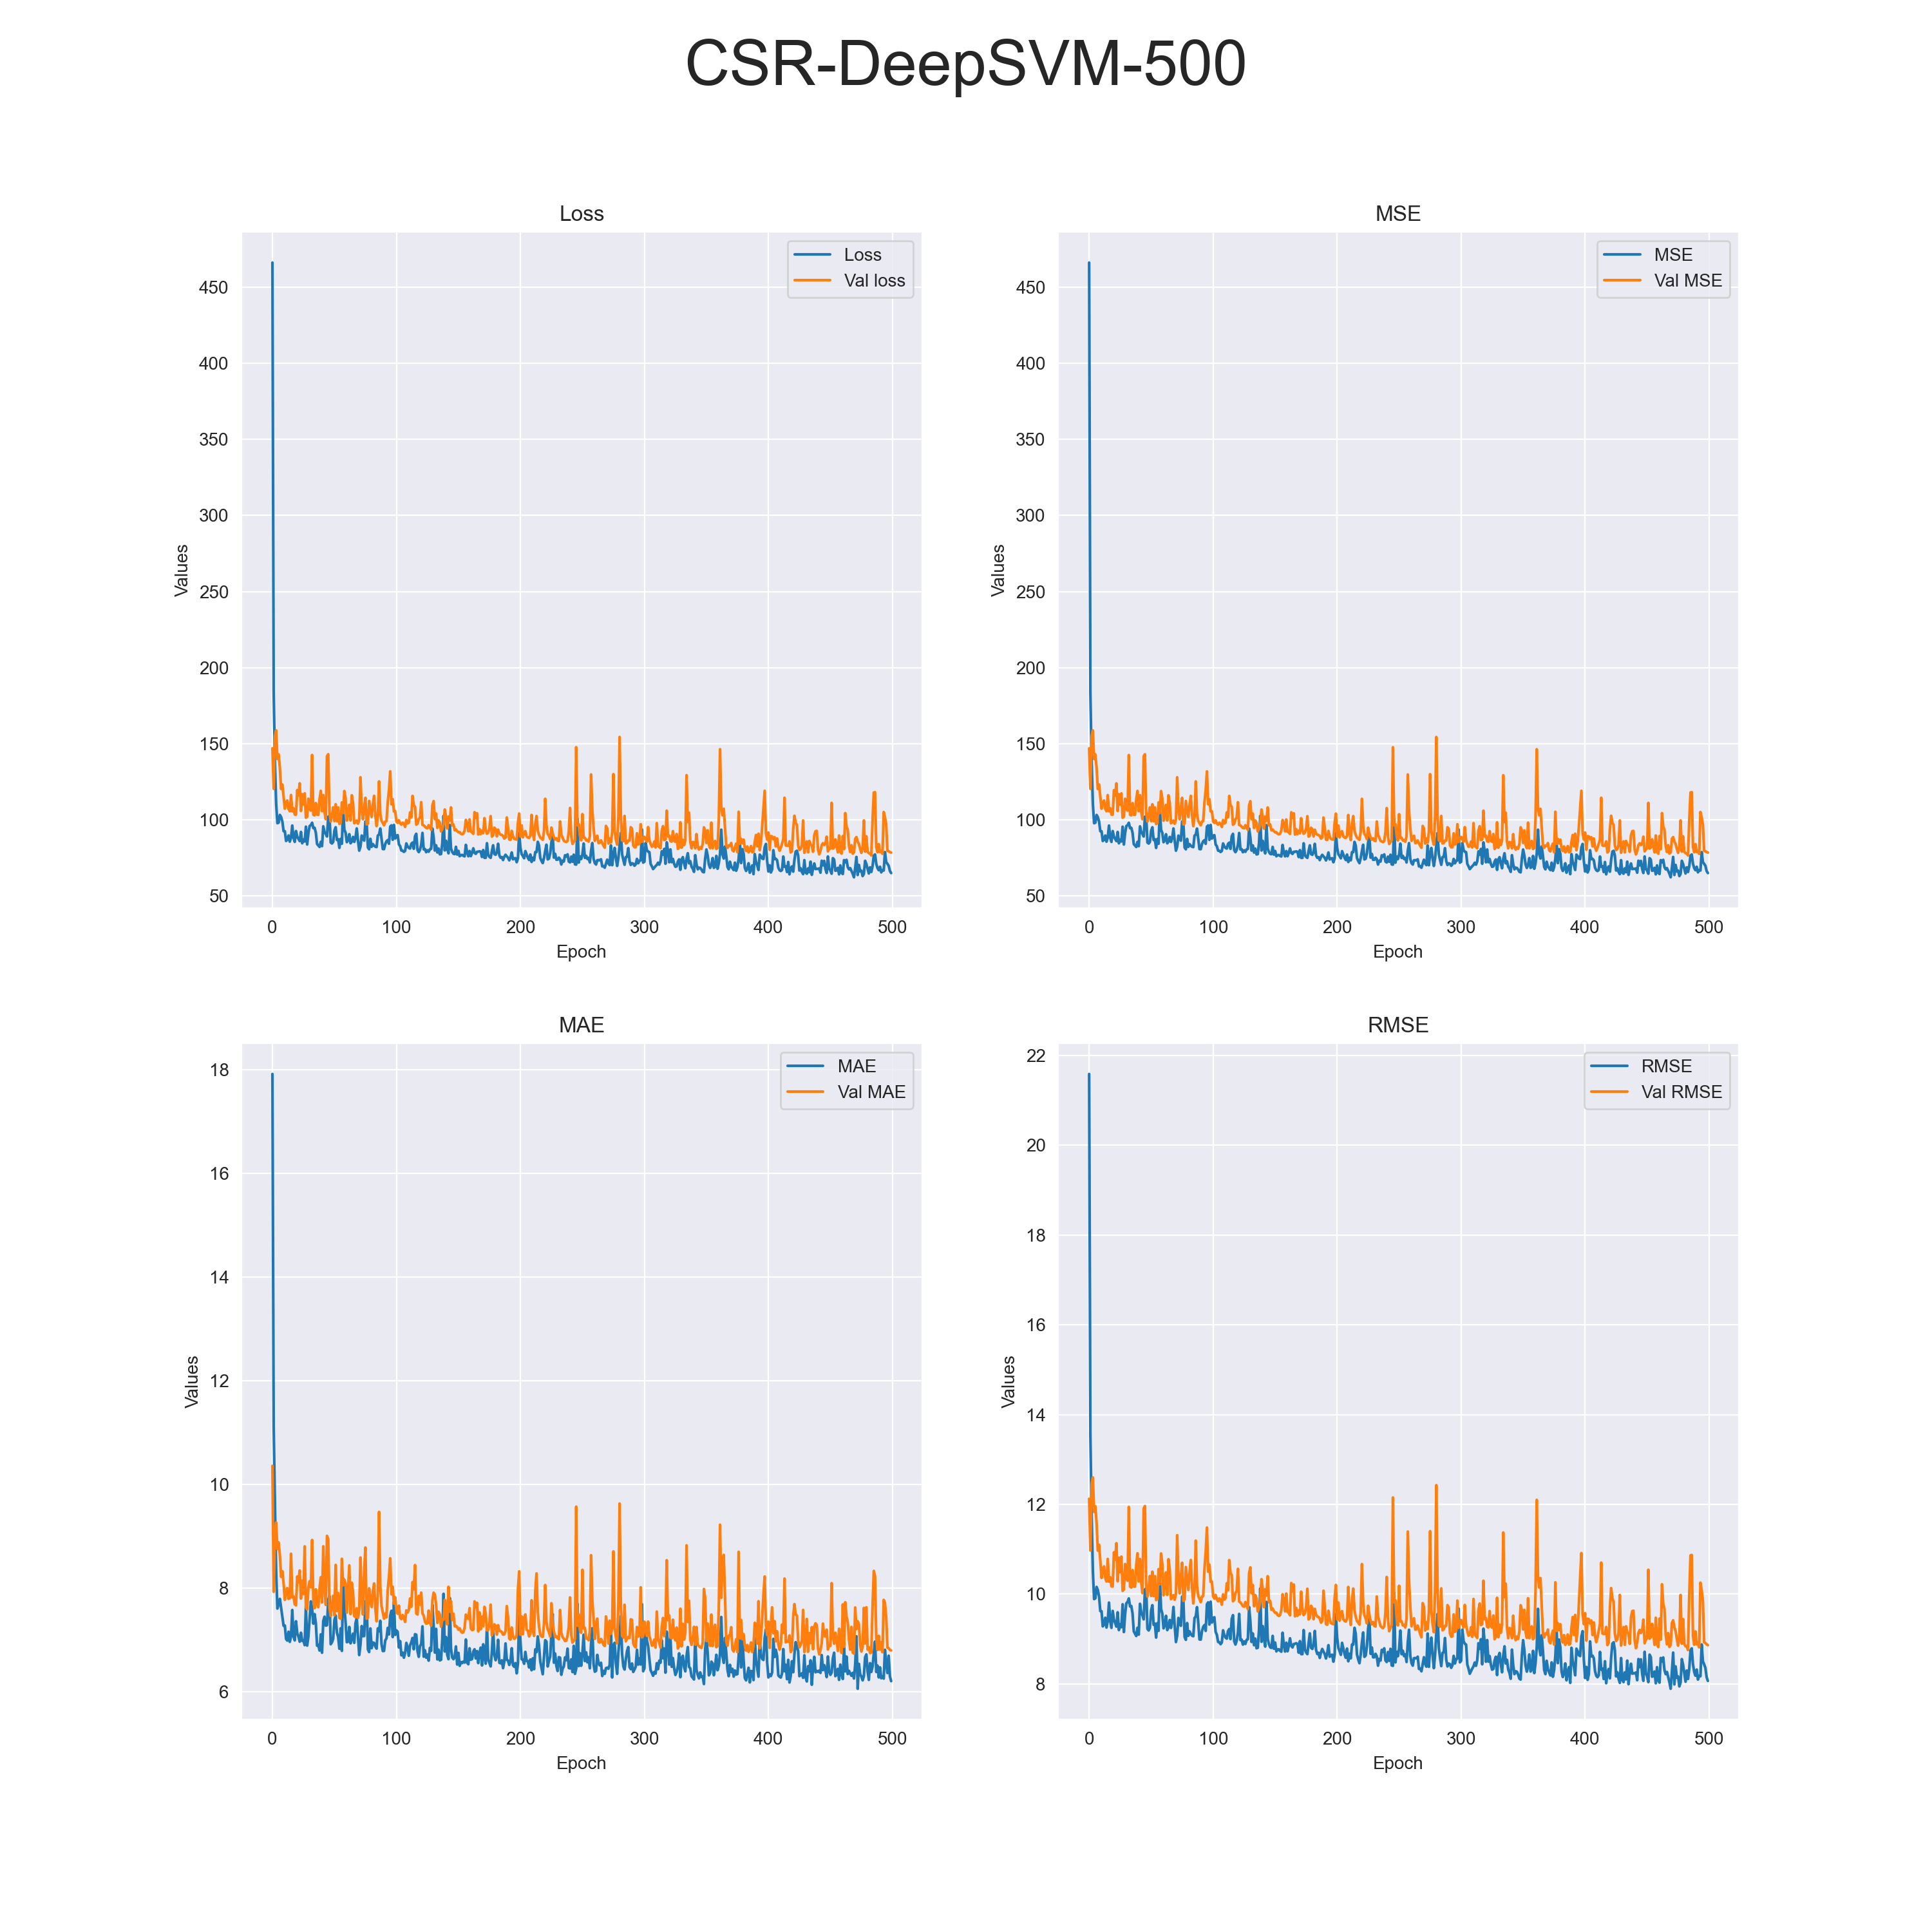 CSR-DeepSVM-500
Loss
Loss
Val loss
450
400
350
300
250
200
150
100
50
Values
0 100 200 300 400 500
Epoch
MSE
MSE
Val MSE
450
400
350
300
250
200
150
100
50
Values
0 100 200 300 400 500
Epoch
MAE
MAE
Val MAE
18
16
14
12
10
8
6
Values
0 100 200 300 400 500
Epoch
RMSE
RMSE
Val RMSE
22
20
18
16
14
12
10
8
Values
0 100 200 300 400 500
Epoch